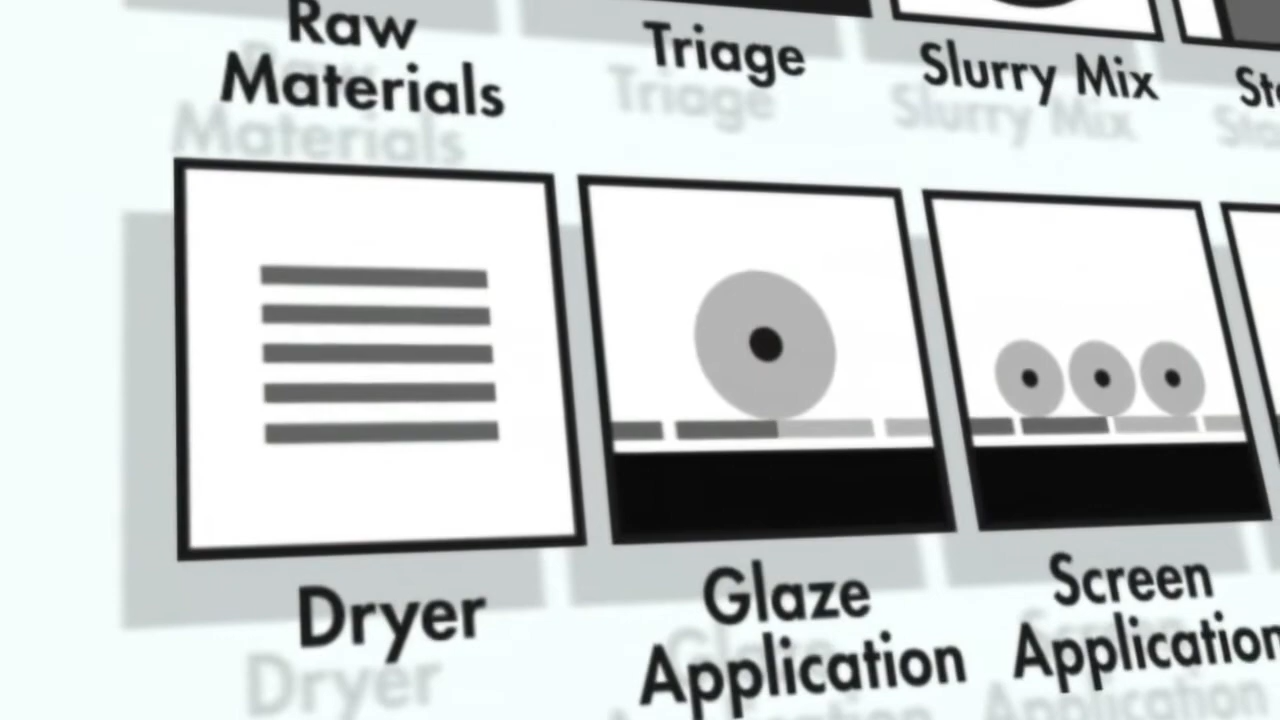 Raw
Materials
Triage
Slurry Mix
Dryer
Glaze
Application
Screen
Application